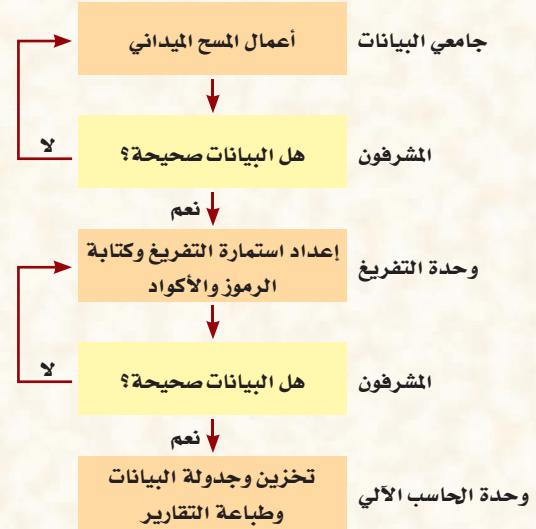 جامعي البيانات
أعمال المسح الميداني
المشرفون
هل البيانات صحيحة؟
لا
نعم
وحدة التفريغ
إعداد استمارة التفريغ وكتابة
الرموز والأكواد
المشرفون
هل البيانات صحيحة؟
لا
نعم
وحدة الحاسب الآلي
تخزين وجدولة البيانات
وطباعة التقارير